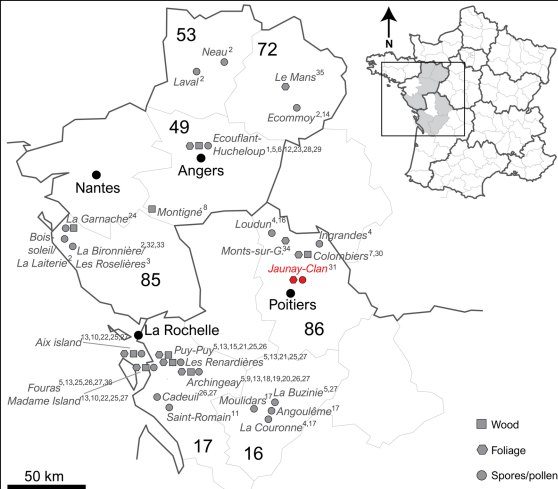 53
Neau2
72
Laval2
Le Mans35
Ecommoy2,14
N
49
Ecouflant-
Hucheloup1,5,6,12,23,28,29
Angers
Nantes
Montigné8
La Garnache24
Bois-
soleil/
La Laiterie2
La Bironnière/2,32,33
Les Roselières3
85
Loudun4,16
Ingrandes4
Monts-sur-G.34
Colombiers7,30
Jaunay-Clan31
Poitiers
86
La Rochelle
Aix island13,10,22,25,27
Puy-Puy5,13,15,21,25,26
Les Renardières5,13,21,25,27
Archingeay5,9,13,18,19,20,26,27
Fouras5,13,25,26,27,36
Madame Island13,10,22,25,27
Cadeuil26,27
Saint-Romain11
Moulidars17
La Buzinie5,27
Angoulême17
La Couronne4,17
17
16
Wood
Foliage
Spores/pollen
50 km